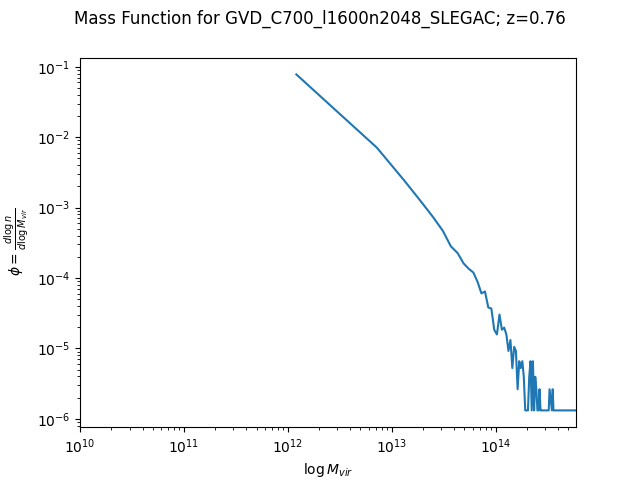 Mass Function for GVD_C700_l1600n2048_SLEGAC; z=0.76
10⁻¹
10⁻²
10⁻³
10⁻⁴
10⁻⁵
10⁻⁶
ϕ = d log n / d log M_vir
10¹⁰ 10¹¹ 10¹² 10¹³ 10¹⁴
log M_vir